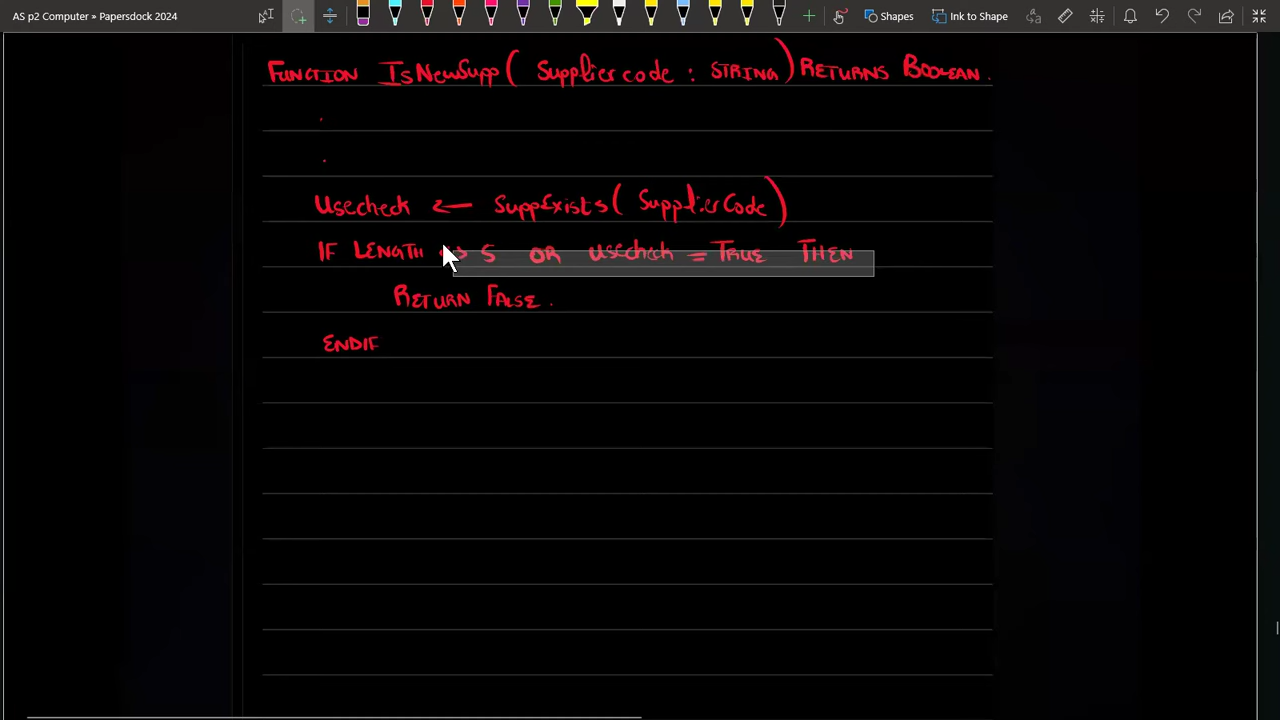 AS p2 Computer » Papersdock 2024
Shapes
Ink to Shape
FUNCTION IsNewSupp( Suppliercode : STRING) RETURNS BOOLEAN.
.
.
Usecheck ← SuppExists( SupplierCode )
IF LENGTH <> 5 OR Usecheck = TRUE THEN
RETURN FALSE.
ENDIF